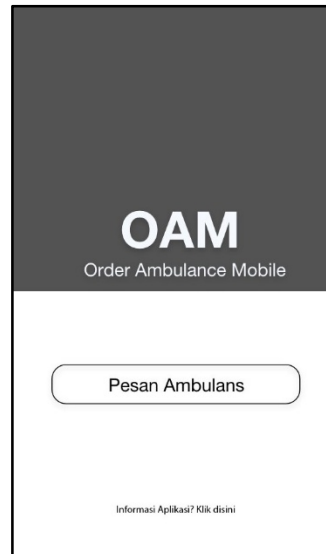 OAM
Order Ambulance Mobile
Pesan Ambulans
Informasi Aplikasi? Klik disini